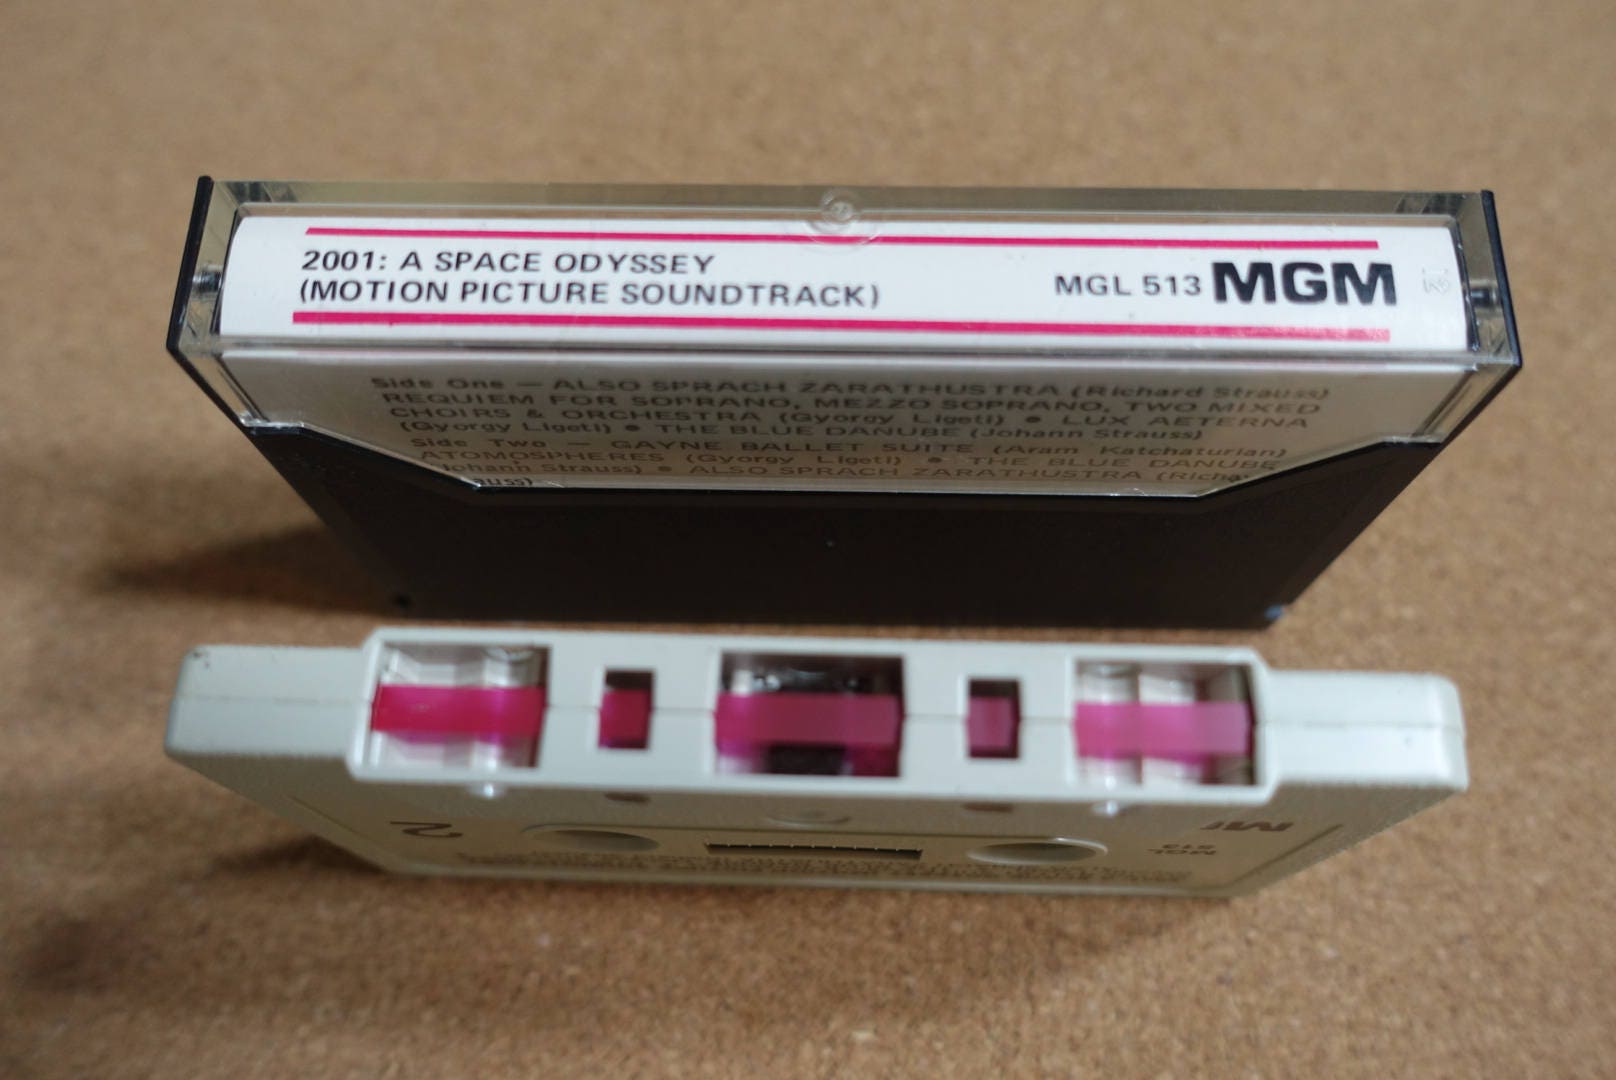 2001: A SPACE ODYSSEY
(MOTION PICTURE SOUNDTRACK)
MGL 513 MGM
Side One — ALSO SPRACH ZARATHUSTRA (Richard Strauss)
REQUIEM FOR SOPRANO, MEZZO SOPRANO, TWO MIXED
CHOIRS & ORCHESTRA (Gyorgy Ligeti) • LUX AETERNA
(Gyorgy Ligeti) • THE BLUE DANUBE (Johann Strauss)
Side Two — GAYNE BALLET SUITE (Aram Katchaturian)
ATOMOSPHERES (Gyorgy Ligeti) • THE BLUE DANUBE
(Johann Strauss) • ALSO SPRACH ZARATHUSTRA
2
MGL
513